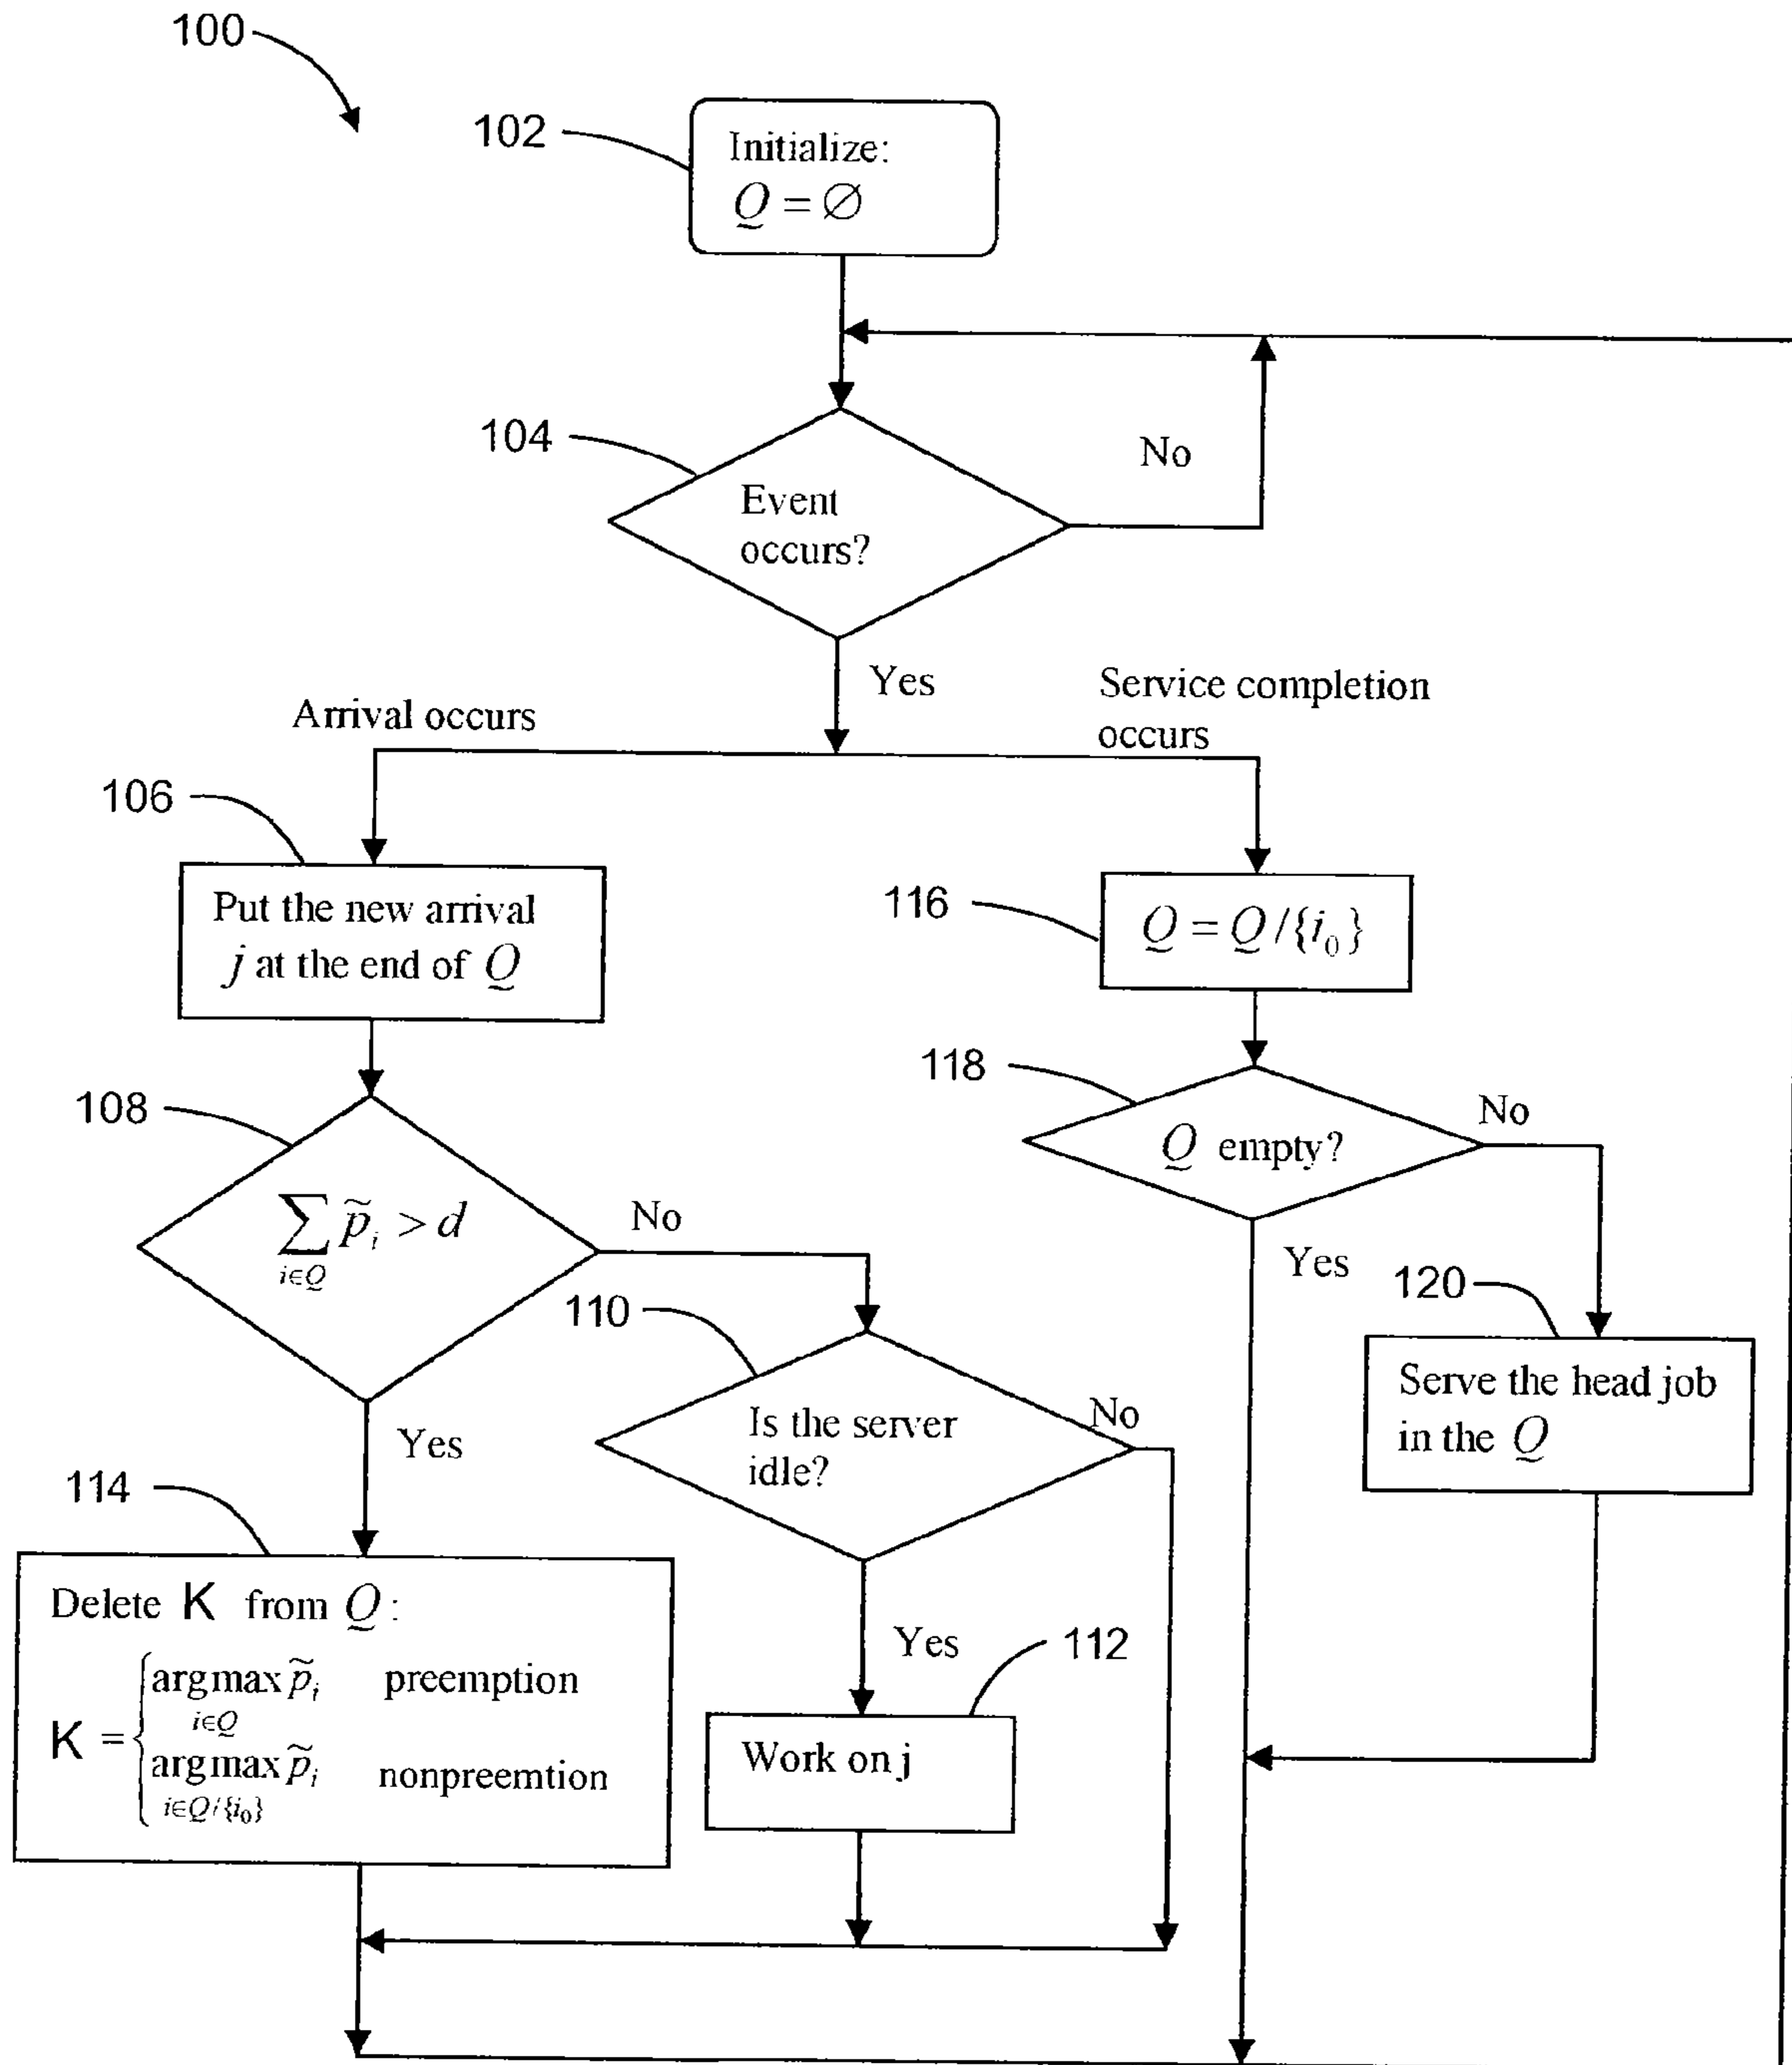 100
102
Initialize:
Q = ∅
104
No
Event
occurs?
Yes
Service completion
occurs
Arrival occurs
106
Put the new arrival
j at the end of Q
116
Q = Q/{i₀}
108
118
Q empty?
No
∑ p̃ᵢ > d
i∈Q
No
Yes
120
110
Serve the head job
in the Q
Is the server
idle?
No
Yes
114
Delete K from Q:
K = { argmax p̃ᵢ preemption
i∈Q
argmax p̃ᵢ nonpreemtion
i∈Q/{i₀}
Yes
112
Work on j